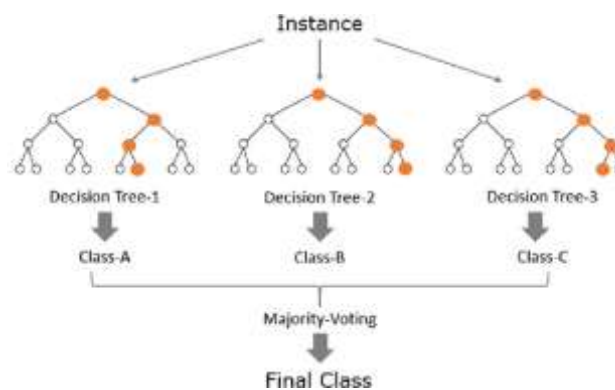 Instance
Decision Tree-1 Decision Tree-2 Decision Tree-3
Class-A Class-B Class-C
Majority-Voting
Final Class